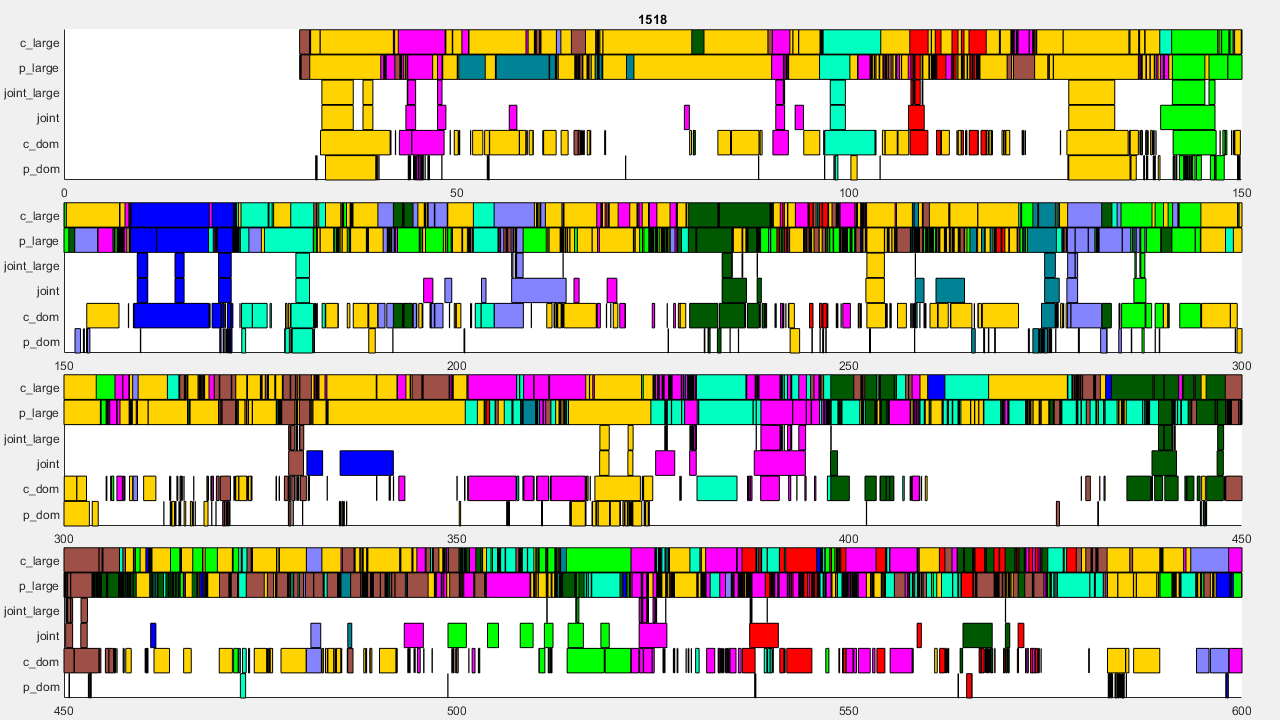 1518
c_large
p_large
joint_large
joint
c_dom
p_dom
0 50 100 150
c_large
p_large
joint_large
joint
c_dom
p_dom
150 200 250 300
c_large
p_large
joint_large
joint
c_dom
p_dom
300 350 400 450
c_large
p_large
joint_large
joint
c_dom
p_dom
450 500 550 600